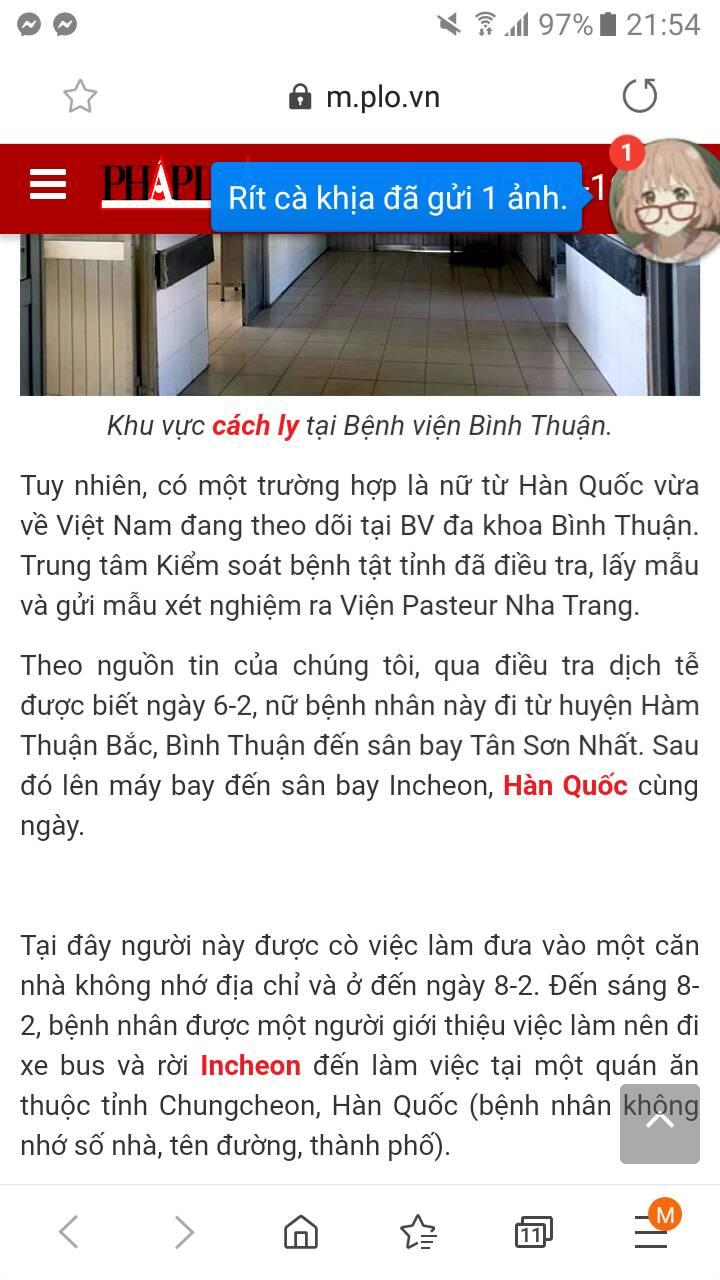 97% 21:54
m.plo.vn
PHÁPL
Rít cà khịa đã gửi 1 ảnh.
-1
1
Khu vực cách ly tại Bệnh viện Bình Thuận.
Tuy nhiên, có một trường hợp là nữ từ Hàn Quốc vừa
về Việt Nam đang theo dõi tại BV đa khoa Bình Thuận.
Trung tâm Kiểm soát bệnh tật tỉnh đã điều tra, lấy mẫu
và gửi mẫu xét nghiệm ra Viện Pasteur Nha Trang.
Theo nguồn tin của chúng tôi, qua điều tra dịch tễ
được biết ngày 6-2, nữ bệnh nhân này đi từ huyện Hàm
Thuận Bắc, Bình Thuận đến sân bay Tân Sơn Nhất. Sau
đó lên máy bay đến sân bay Incheon, Hàn Quốc cùng
ngày.
Tại đây người này được cò việc làm đưa vào một căn
nhà không nhớ địa chỉ và ở đến ngày 8-2. Đến sáng 8-
2, bệnh nhân được một người giới thiệu việc làm nên đi
xe bus và rời Incheon đến làm việc tại một quán ăn
thuộc tỉnh Chungcheon, Hàn Quốc (bệnh nhân không
nhớ số nhà, tên đường, thành phố).
11
M